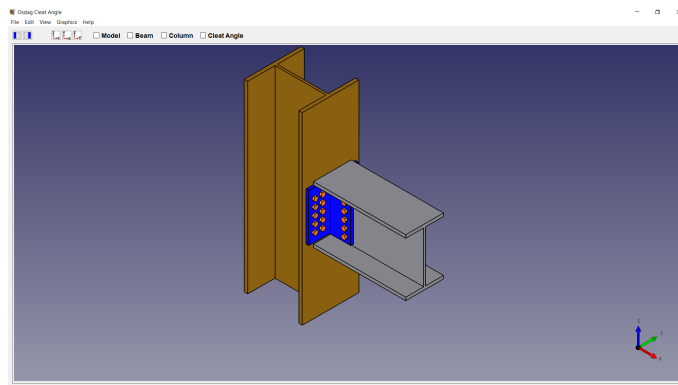 Osdag Cleat Angle
File Edit View Graphics Help
Model Beam Column Cleat Angle
Z
Y
X